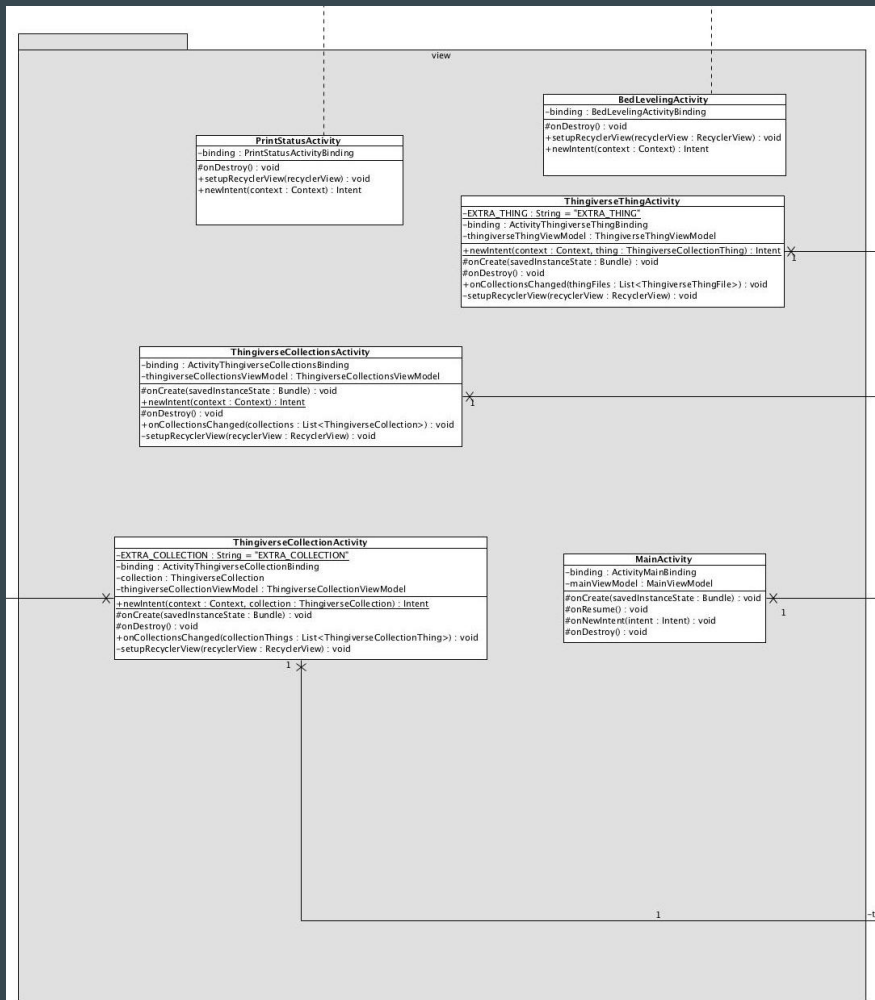 view
BedLevelingActivity
-binding : BedLevelingActivityBinding
#onDestroy() : void
+setupRecyclerView(recyclerView : RecyclerView) : void
+newIntent(context : Context) : Intent
PrintStatusActivity
-binding : PrintStatusActivityBinding
#onDestroy() : void
+setupRecyclerView(recyclerView) : void
+newIntent(context : Context) : Intent
ThingiverseThingActivity
-EXTRA_THING : String = "EXTRA_THING"
-binding : ActivityThingiverseThingBinding
-thingiverseThingViewModel : ThingiverseThingViewModel
+newIntent(context : Context, thing : ThingiverseCollectionThing) : Intent
#onCreate(savedInstanceState : Bundle) : void
#onDestroy() : void
+onCollectionsChanged(thingFiles : List<ThingiverseThingFile>) : void
-setupRecyclerView(recyclerView : RecyclerView) : void
1
ThingiverseCollectionsActivity
-binding : ActivityThingiverseCollectionsBinding
-thingiverseCollectionsViewModel : ThingiverseCollectionsViewModel
#onCreate(savedInstanceState : Bundle) : void
+newIntent(context : Context) : Intent
#onDestroy() : void
+onCollectionsChanged(collections : List<ThingiverseCollection>) : void
-setupRecyclerView(recyclerView : RecyclerView) : void
1
ThingiverseCollectionActivity
-EXTRA_COLLECTION : String = "EXTRA_COLLECTION"
-binding : ActivityThingiverseCollectionBinding
-collection : ThingiverseCollection
-thingiverseCollectionViewModel : ThingiverseCollectionViewModel
+newIntent(context : Context, collection : ThingiverseCollection) : Intent
#onCreate(savedInstanceState : Bundle) : void
#onDestroy() : void
+onCollectionsChanged(collectionThings : List<ThingiverseCollectionThing>) : void
-setupRecyclerView(recyclerView : RecyclerView) : void
1
MainActivity
-binding : ActivityMainBinding
-mainViewModel : MainViewModel
#onCreate(savedInstanceState : Bundle) : void
#onResume() : void
#onNewIntent(intent : Intent) : void
#onDestroy() : void
1
1